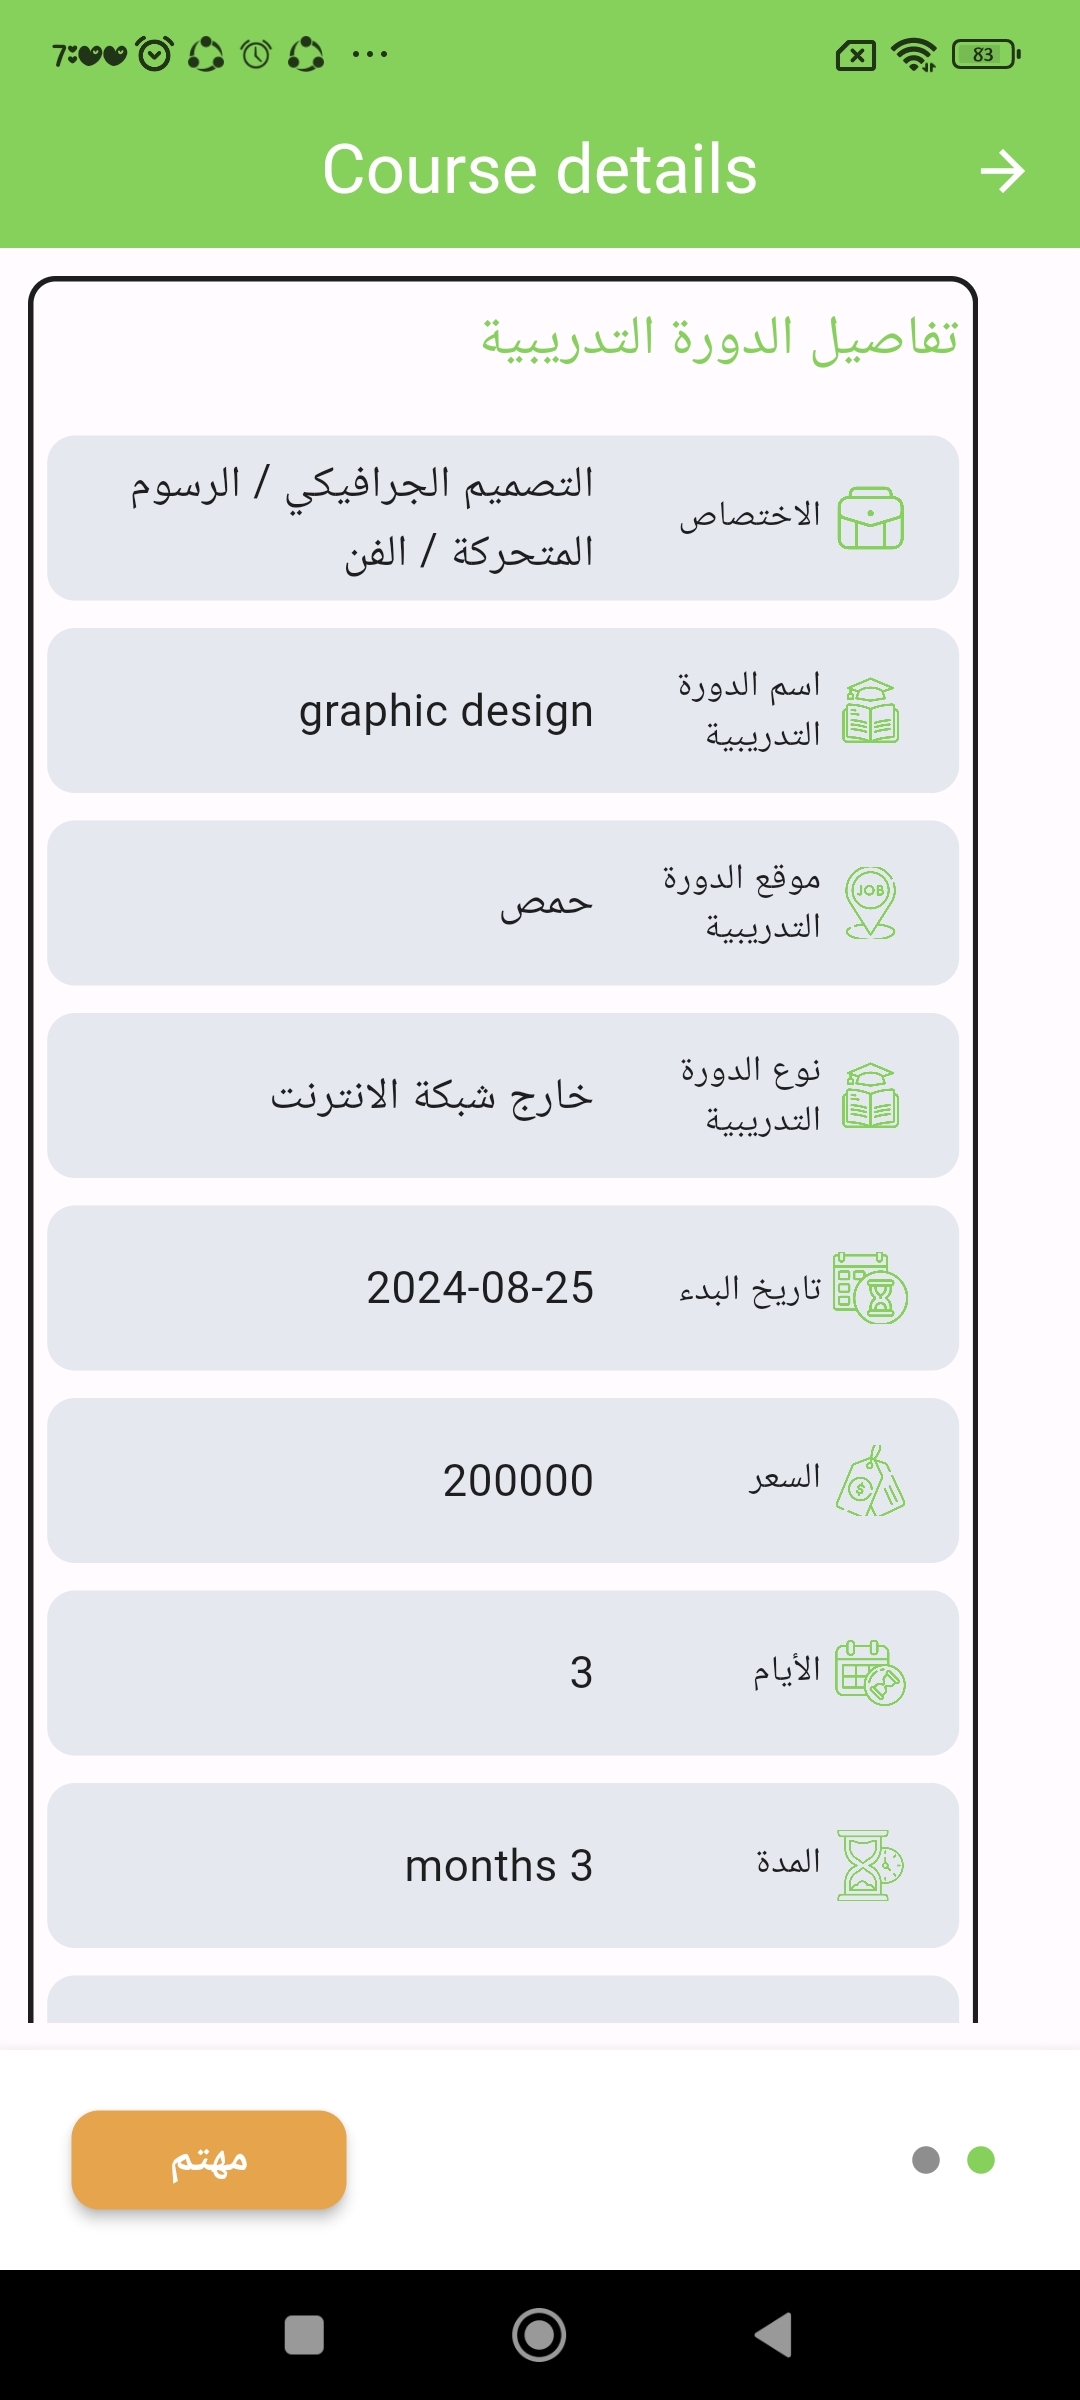 83
Course details
تفاصيل الدورة التدريبية
الاختصاص
التصميم الجرافيكي / الرسوم
المتحركة / الفن
اسم الدورة
التدريبية
graphic design
JOB
موقع الدورة
التدريبية
حمص
نوع الدورة
التدريبية
خارج شبكة الانترنت
تاريخ البدء
2024-08-25
$
السعر
200000
الأيام
3
المدة
months 3
مهتم